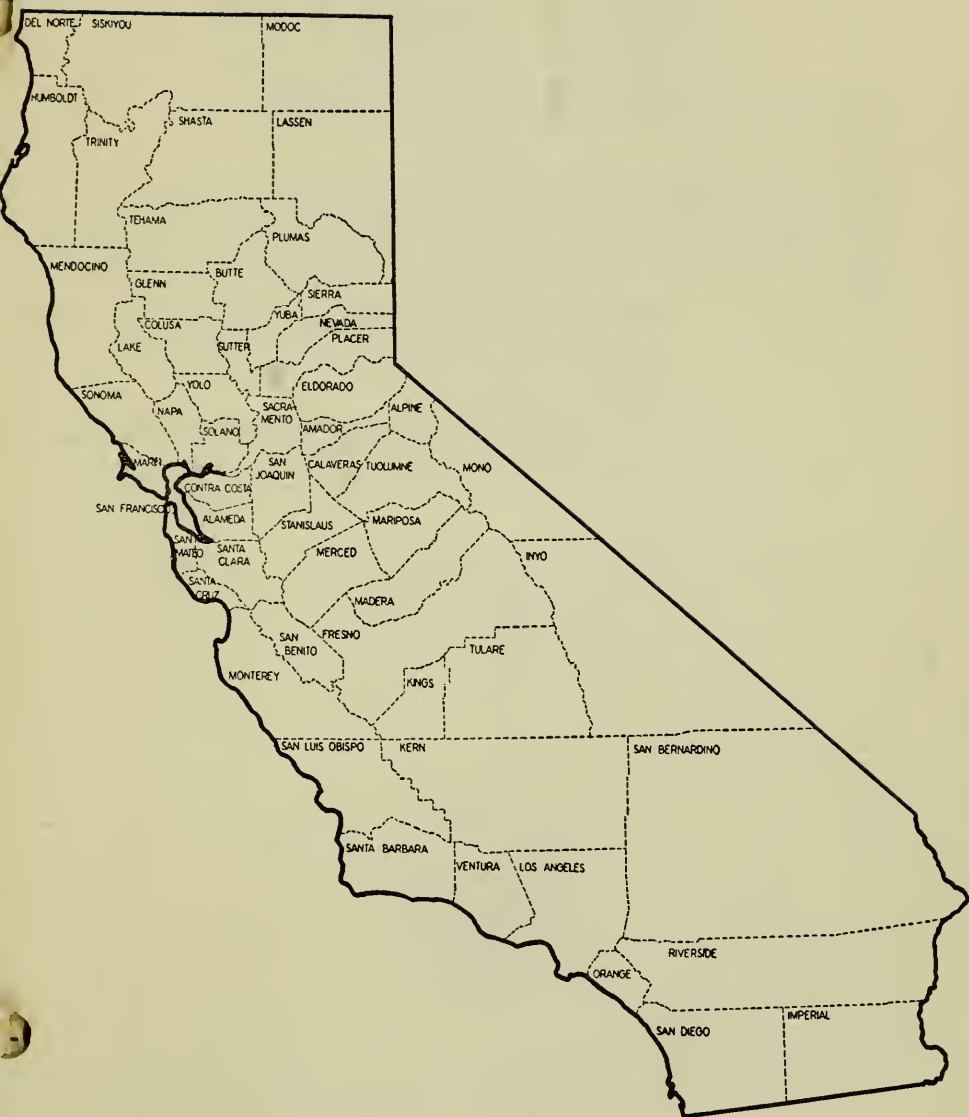 DEL NORTE
SISKIYOU
MODOC
HUMBOLDT
TRINITY
SHASTA
LASSEN
TEHAMA
PLUMAS
MENDOCINO
GLENN
BUTTE
SIERRA
YUBA
COLUSA
NEVADA
LAKE
SUTTER
PLACER
YOLO
ELDORADO
SONOMA
NAPA
SACRA-
MENTO
ALPINE
SOLANO
AMADOR
MARIN
SAN
JOAQUIN
CALAVERAS
TUOLUMNE
MONO
CONTRA COSTA
SAN FRANCISCO
ALAMEDA
STANISLAUS
MARIPOSA
SAN
MATEO
SANTA
CLARA
MERCED
INYO
SANTA
CRUZ
MADERA
SAN
BENITO
FRESNO
TULARE
MONTEREY
KINGS
SAN LUIS OBISPO
KERN
SAN BERNARDINO
SANTA BARBARA
VENTURA
LOS ANGELES
RIVERSIDE
ORANGE
SAN DIEGO
IMPERIAL